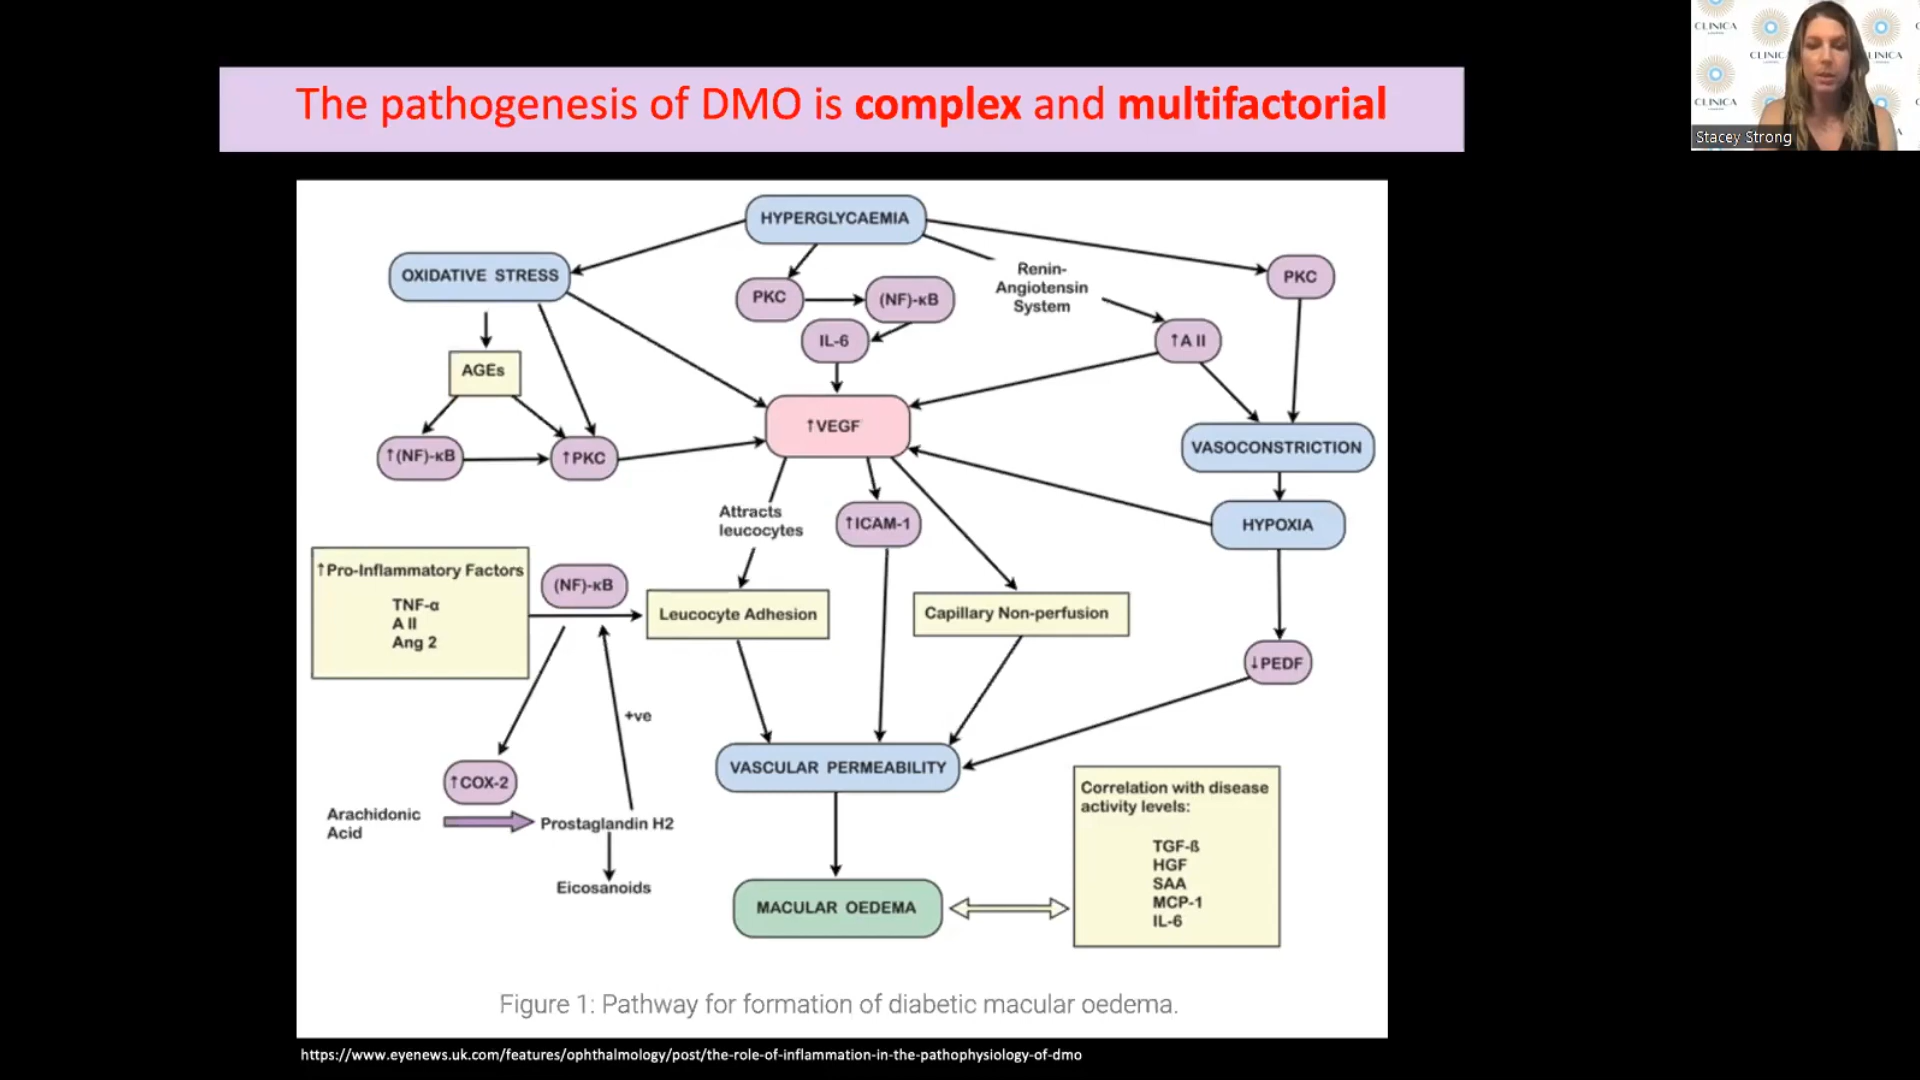 The pathogenesis of DMO is complex and multifactorial
CLINICA
CLINICA
CLINICA
CLINICA
Stacey Strong
HYPERGLYCAEMIA
OXIDATIVE STRESS
PKC
(NF)-κB
Renin-
Angiotensin
System
PKC
IL-6
↑A II
AGEs
↑VEGF
VASOCONSTRICTION
↑(NF)-κB
↑PKC
Attracts
leucocytes
↑ICAM-1
HYPOXIA
↑Pro-Inflammatory Factors
TNF-α
A II
Ang 2
(NF)-κB
Leucocyte Adhesion
Capillary Non-perfusion
↓PEDF
+ve
VASCULAR PERMEABILITY
↑COX-2
Arachidonic
Acid
Prostaglandin H2
Eicosanoids
Correlation with disease
activity levels:
TGF-ß
HGF
SAA
MCP-1
IL-6
MACULAR OEDEMA
Figure 1: Pathway for formation of diabetic macular oedema.
https://www.eyenews.uk.com/features/ophthalmology/post/the-role-of-inflammation-in-the-pathophysiology-of-dmo